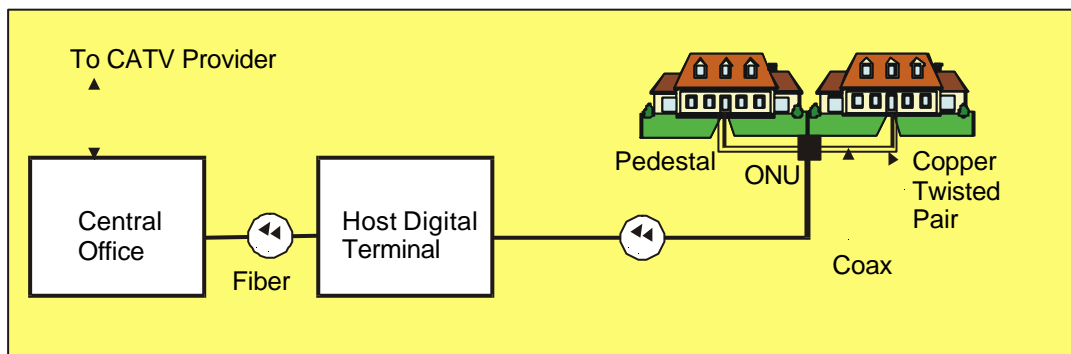 To CATV Provider
Pedestal
ONU
Copper
Twisted
Pair
Central
Office
Host Digital
Terminal
Fiber
Coax